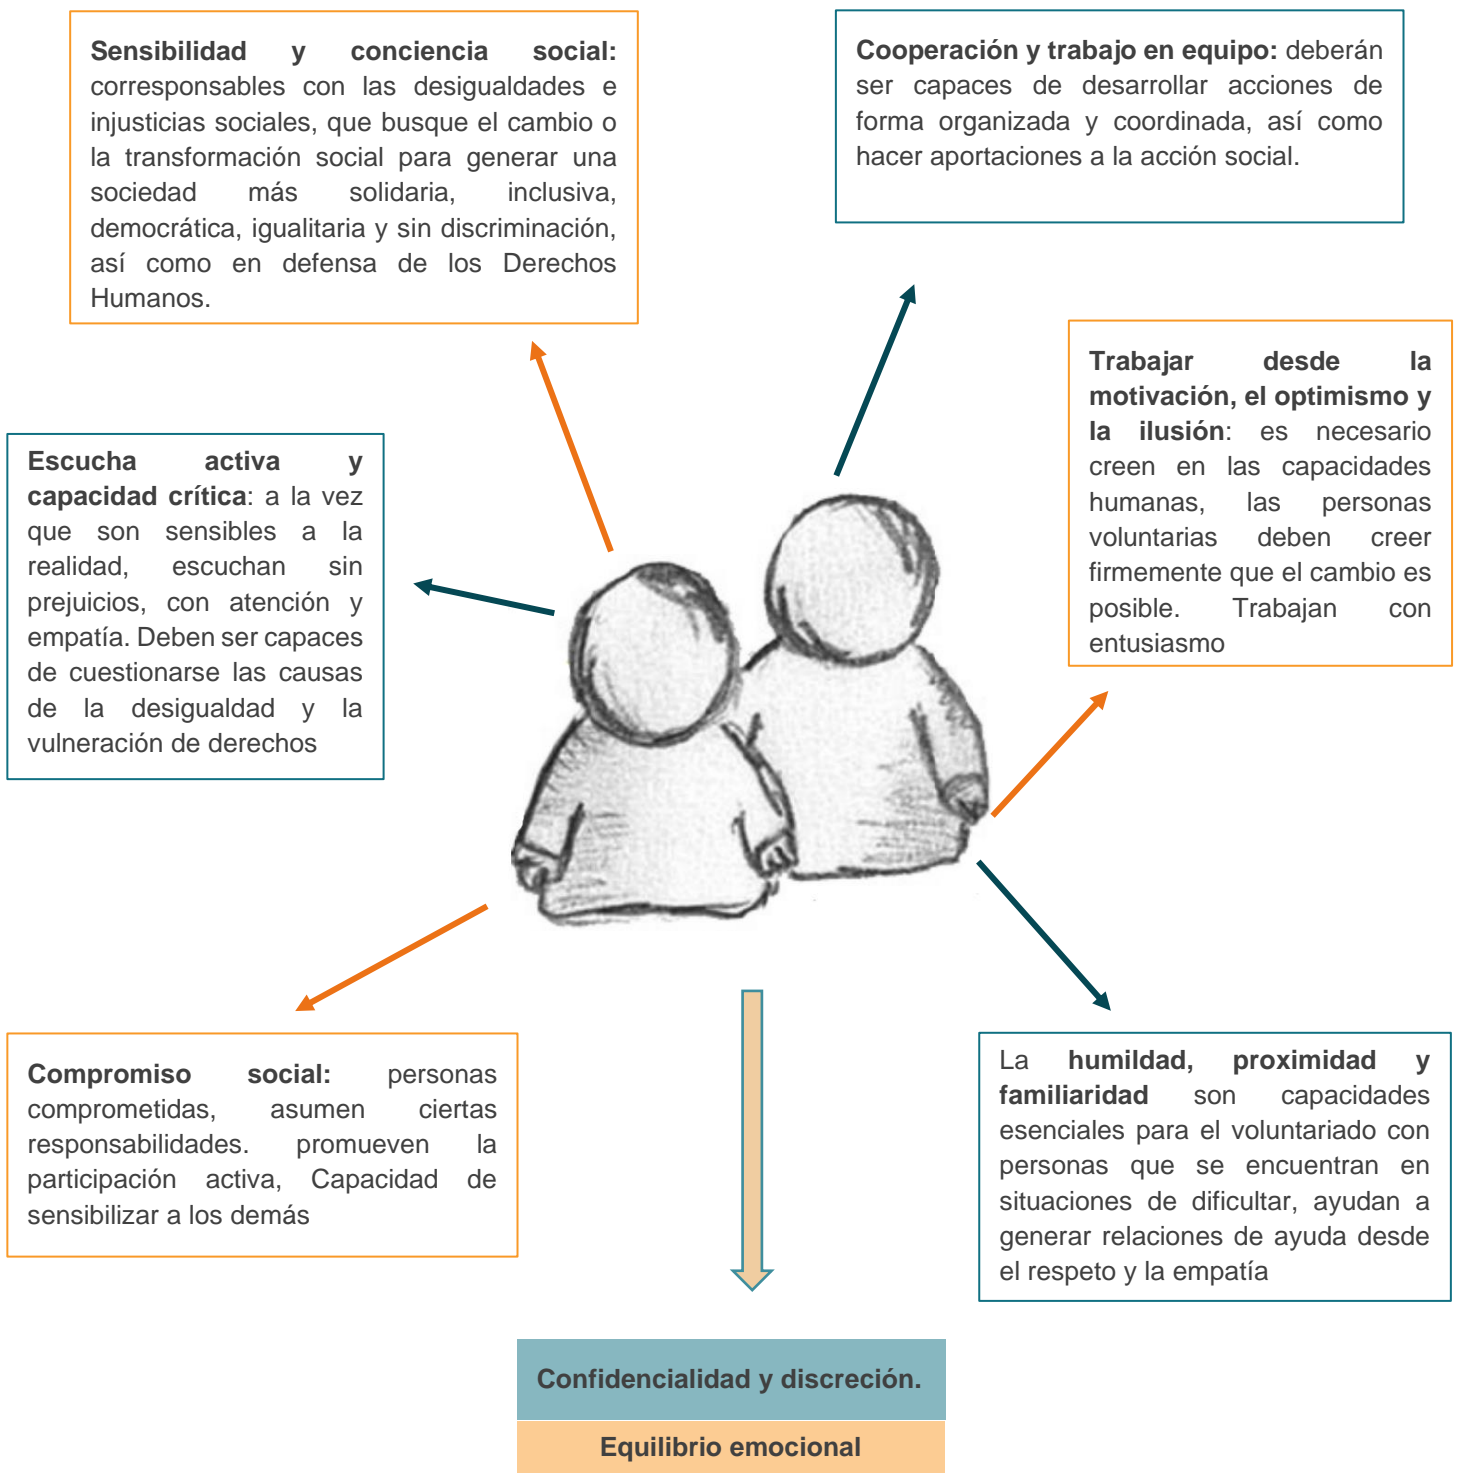 Sensibilidad y conciencia social:
corresponsables con las desigualdades e
injusticias sociales, que busque el cambio o
la transformación social para generar una
sociedad más solidaria, inclusiva,
democrática, igualitaria y sin discriminación,
así como en defensa de los Derechos
Humanos.
Cooperación y trabajo en equipo: deberán
ser capaces de desarrollar acciones de
forma organizada y coordinada, así como
hacer aportaciones a la acción social.
Trabajar desde la
motivación, el optimismo y
la ilusión: es necesario
creen en las capacidades
humanas, las personas
voluntarias deben creer
firmemente que el cambio es
posible. Trabajan con
entusiasmo
Escucha activa y
capacidad crítica: a la vez
que son sensibles a la
realidad, escuchan sin
prejuicios, con atención y
empatía. Deben ser capaces
de cuestionarse las causas
de la desigualdad y la
vulneración de derechos
Compromiso social: personas
comprometidas, asumen ciertas
responsabilidades. promueven la
participación activa, Capacidad de
sensibilizar a los demás
La humildad, proximidad y
familiaridad son capacidades
esenciales para el voluntariado con
personas que se encuentran en
situaciones de dificultar, ayudan a
generar relaciones de ayuda desde
el respeto y la empatía
Confidencialidad y discreción.
Equilibrio emocional